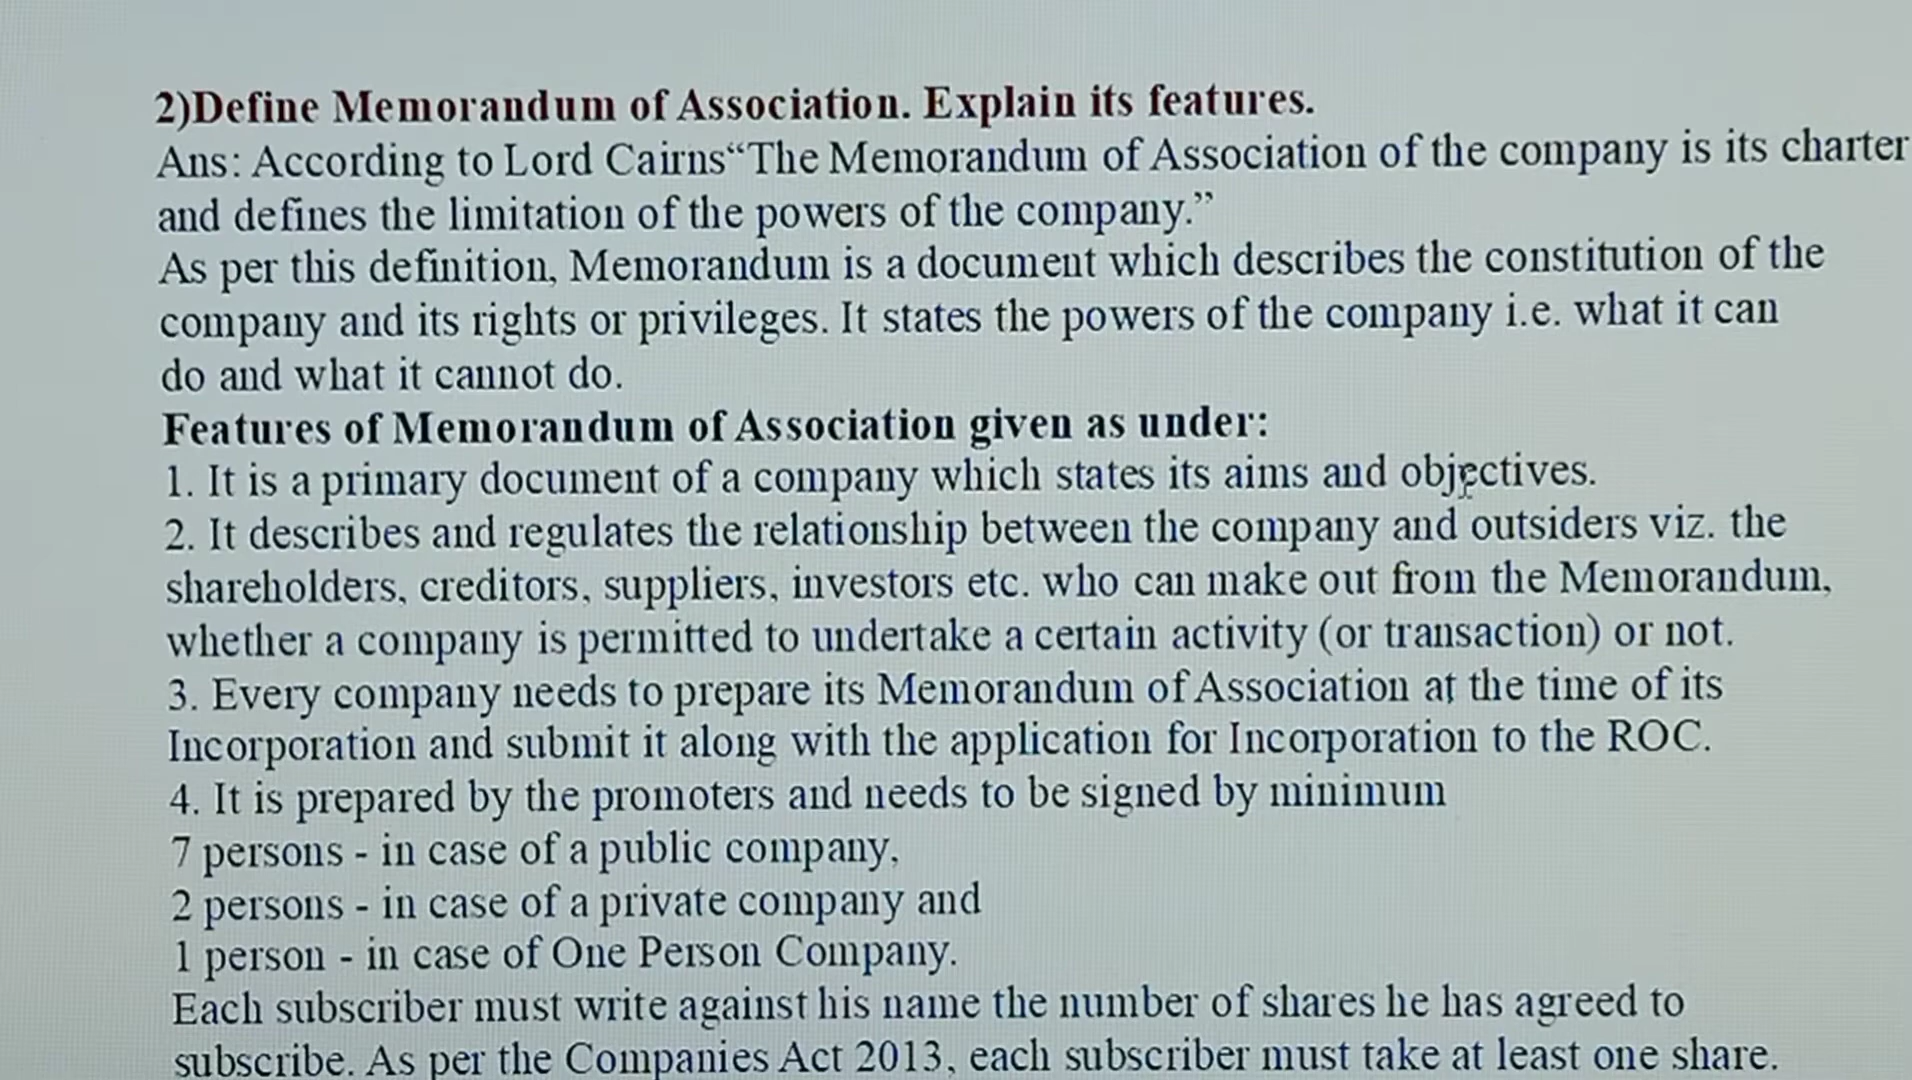 2)Define Memorandum of Association. Explain its features.
Ans: According to Lord Cairns“The Memorandum of Association of the company is its charter
and defines the limitation of the powers of the company.”
As per this definition, Memorandum is a document which describes the constitution of the
company and its rights or privileges. It states the powers of the company i.e. what it can
do and what it cannot do.
Features of Memorandum of Association given as under:
1. It is a primary document of a company which states its aims and objectives.
2. It describes and regulates the relationship between the company and outsiders viz. the
shareholders, creditors, suppliers, investors etc. who can make out from the Memorandum,
whether a company is permitted to undertake a certain activity (or transaction) or not.
3. Every company needs to prepare its Memorandum of Association at the time of its
Incorporation and submit it along with the application for Incorporation to the ROC.
4. It is prepared by the promoters and needs to be signed by minimum
7 persons - in case of a public company,
2 persons - in case of a private company and
1 person - in case of One Person Company.
Each subscriber must write against his name the number of shares he has agreed to
subscribe. As per the Companies Act 2013, each subscriber must take at least one share.